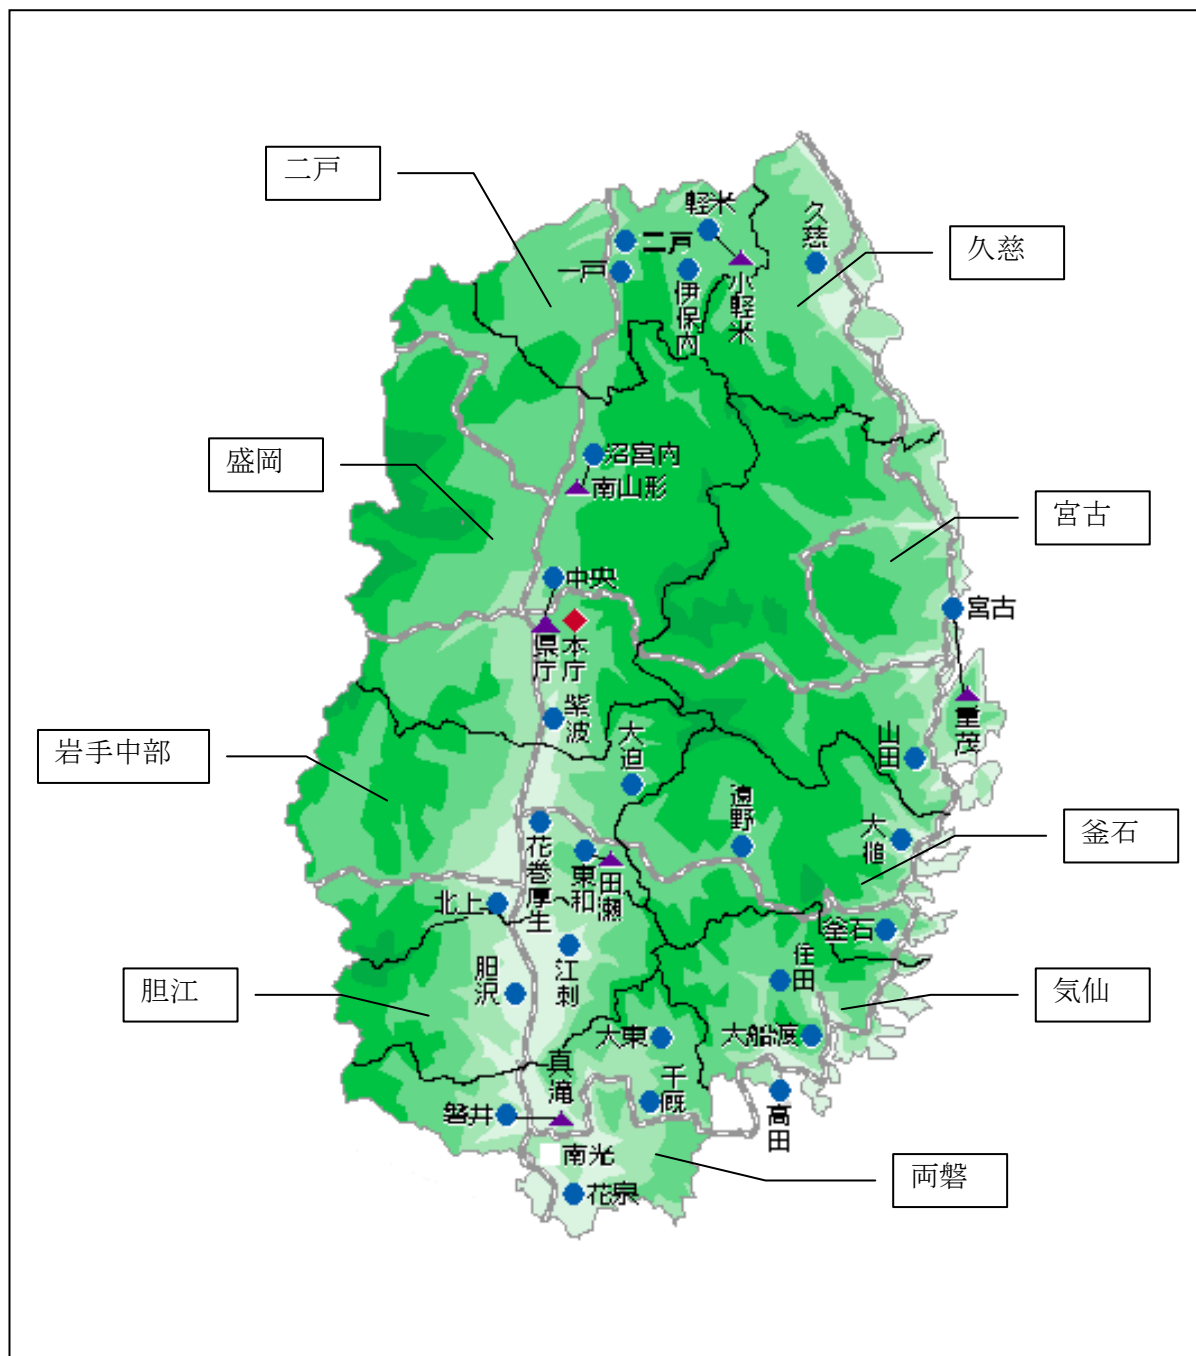 二戸
軽米
久慈
二戸
久慈
一戸
伊保内
小軽米
盛岡
沼宮内
南山形
宮古
中央
宮古
県庁
本庁
紫波
大迫
山田
重茂
岩手中部
遠野
大槌
釜石
花巻厚生
東和
田瀬
北上
釜石
江刺
住田
胆沢
胆江
気仙
大東
大船渡
真滝
千厩
高田
磐井
南光
両磐
花泉